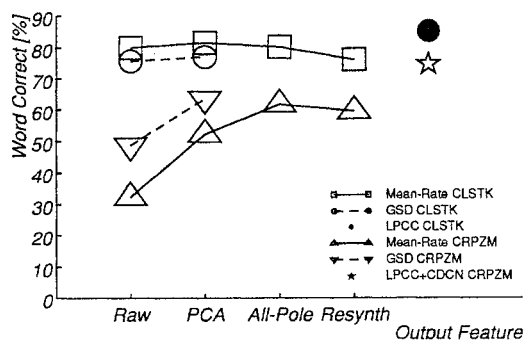 Word Correct [%]
90
80
70
60
50
40
30
20
10
0
Mean-Rate CLSTK
GSD CLSTK
LPCC CLSTK
Mean-Rate CRPZM
GSD CRPZM
LPCC+CDCN CRPZM
Raw PCA All-Pole Resynth
Output Feature